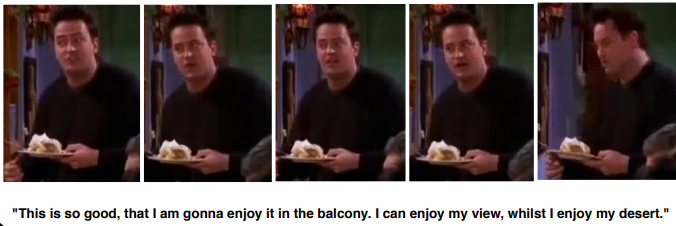 "This is so good, that I am gonna enjoy it in the balcony. I can enjoy my view, whilst I enjoy my desert."